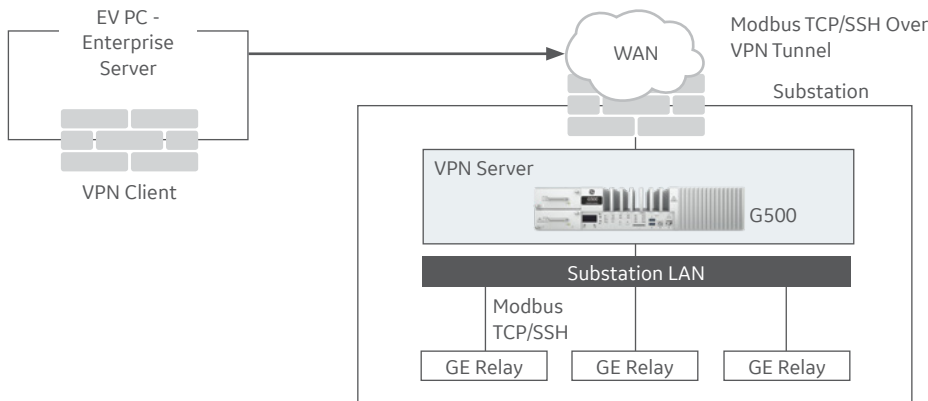 EV PC -
Enterprise
Server
VPN Client
WAN
Modbus TCP/SSH Over
VPN Tunnel
Substation
VPN Server
G500
Substation LAN
Modbus
TCP/SSH
GE Relay
GE Relay
GE Relay